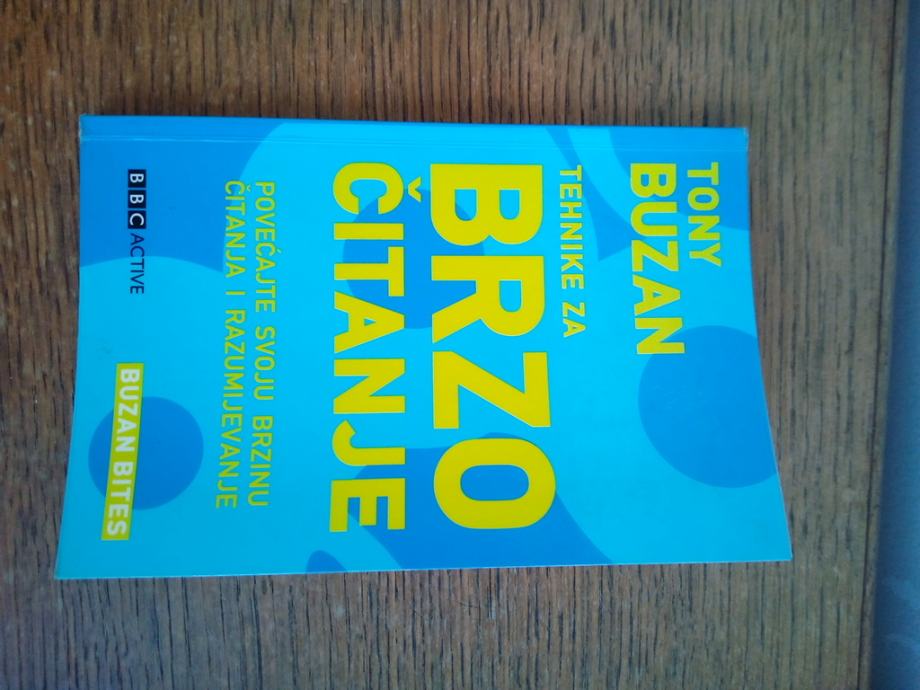 TONY
BUZAN
TEHNIKE ZA
BRZO
ČITANJE
POVEĆAJTE SVOJU BRZINU
ČITANJA I RAZUMIJEVANJE
BBC ACTIVE
BUZAN BITES